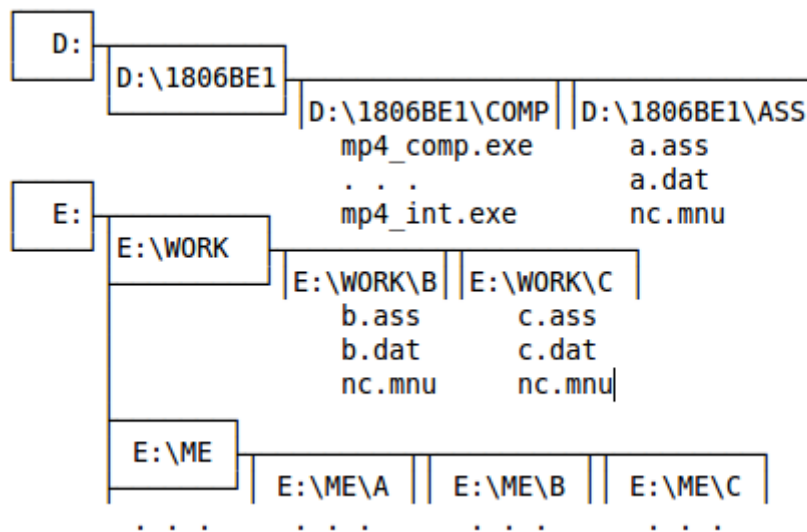 D:
D:\1806BE1
D:\1806BE1\COMP D:\1806BE1\ASS
mp4_comp.exe a.ass
. . . a.dat
E: mp4_int.exe nc.mnu
E:\WORK
E:\WORK\B E:\WORK\C
b.ass c.ass
b.dat c.dat
nc.mnu nc.mnu
E:\ME
E:\ME\A E:\ME\B E:\ME\C
. . . . . . . . . . . .